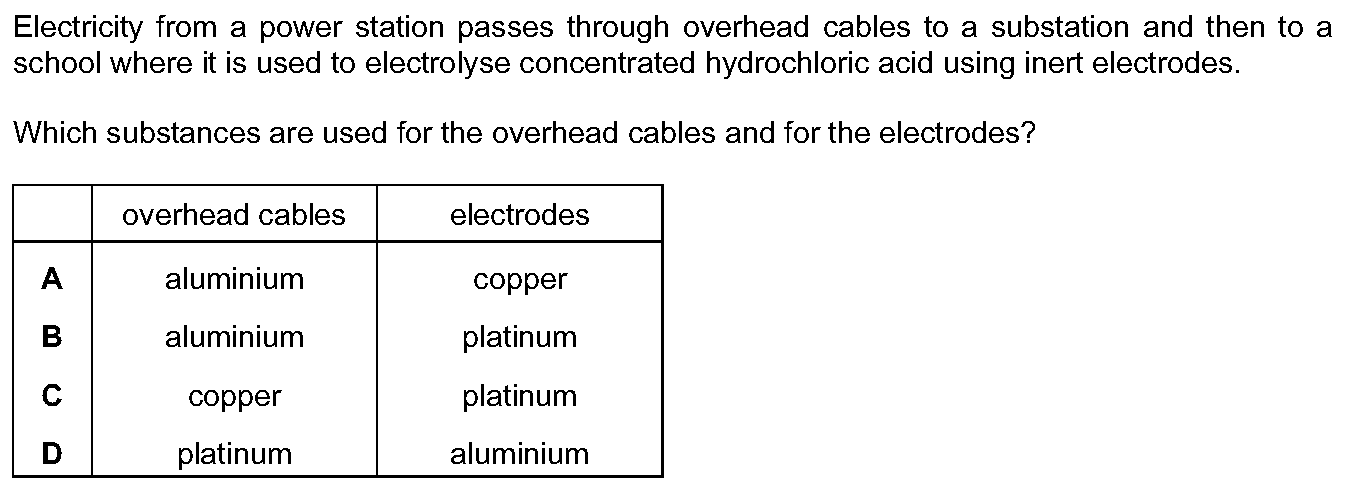 Electricity from a power station passes through overhead cables to a substation and then to a
school where it is used to electrolyse concentrated hydrochloric acid using inert electrodes.
Which substances are used for the overhead cables and for the electrodes?
overhead cables electrodes
A aluminium copper
B aluminium platinum
C copper platinum
D platinum aluminium